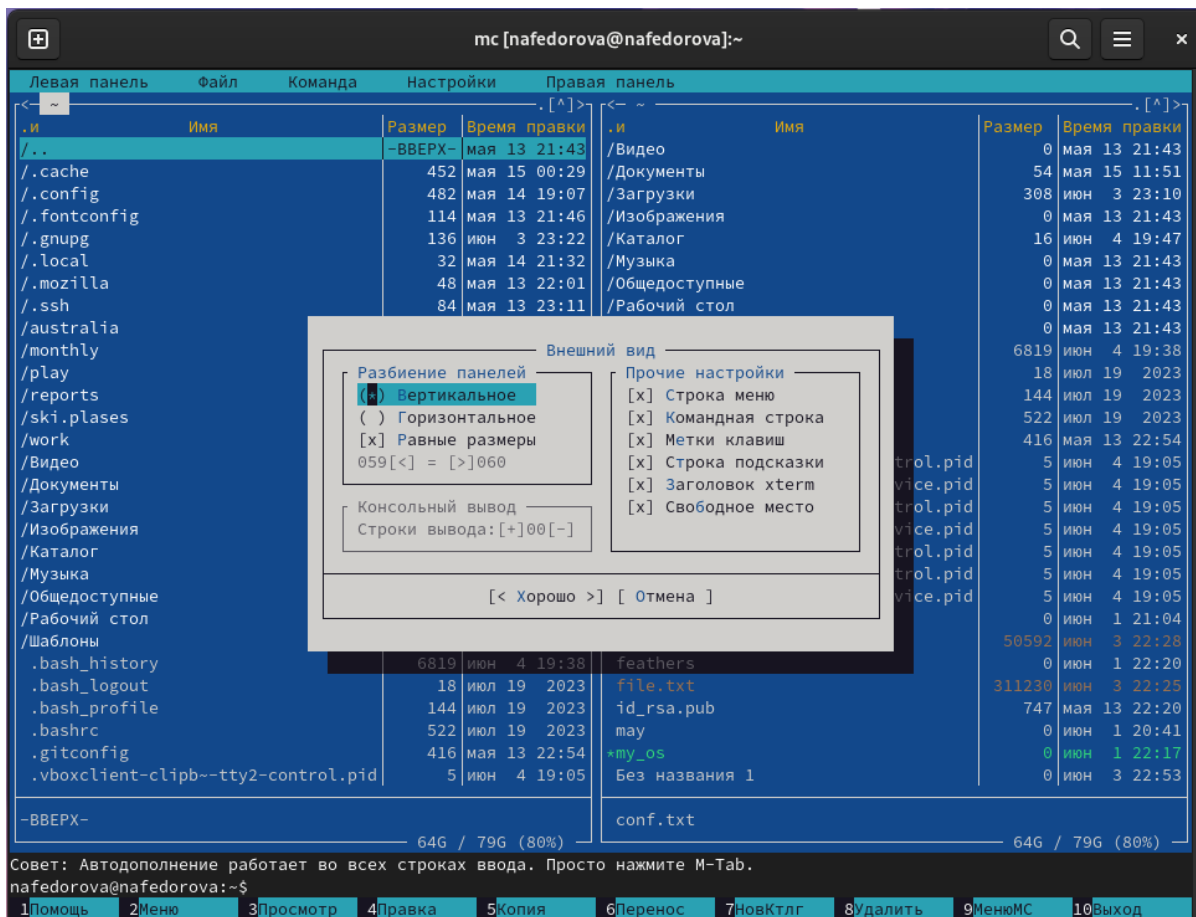 mc [nafedorova@nafedorova]:~
Левая панель Файл Команда Настройки Правая панель
<— ~ .[^]> <— ~ .[^]>
.и Имя Размер Время правки .и Имя Размер Время правки
/.. -ВВЕРХ- мая 13 21:43 /Видео 0 мая 13 21:43
/.cache 452 мая 15 00:29 /Документы 54 мая 15 11:51
/.config 482 мая 14 19:07 /Загрузки 308 июн 3 23:10
/.fontconfig 114 мая 13 21:46 /Изображения 0 мая 13 21:43
/.gnupg 136 июн 3 23:22 /Каталог 16 июн 4 19:47
/.local 32 мая 14 21:32 /Музыка 0 мая 13 21:43
/.mozilla 48 мая 13 22:01 /Общедоступные 0 мая 13 21:43
/.ssh 84 мая 13 23:11 /Рабочий стол 0 мая 13 21:43
/australia 0 мая 13 21:43
/monthly Внешний вид 6819 июн 4 19:38
/play Разбиение панелей Прочие настройки 18 июл 19 2023
/reports (*) Вертикальное [x] Строка меню 144 июл 19 2023
/ski.plases ( ) Горизонтальное [x] Командная строка 522 июл 19 2023
/work [x] Равные размеры [x] Метки клавиш 416 мая 13 22:54
/Видео 059[<] = [>]060 [x] Строка подсказки trol.pid 5 июн 4 19:05
/Документы [x] Заголовок xterm vice.pid 5 июн 4 19:05
/Загрузки Консольный вывод [x] Свободное место trol.pid 5 июн 4 19:05
/Изображения Строки вывода:[+]00[-] vice.pid 5 июн 4 19:05
/Каталог trol.pid 5 июн 4 19:05
/Музыка trol.pid 5 июн 4 19:05
/Общедоступные [< Хорошо >] [ Отмена ] vice.pid 5 июн 4 19:05
/Рабочий стол 0 июн 1 21:04
/Шаблоны 50592 июн 3 22:28
.bash_history 6819 июн 4 19:38 feathers 0 июн 1 22:20
.bash_logout 18 июл 19 2023 file.txt 311230 июн 3 22:25
.bash_profile 144 июл 19 2023 id_rsa.pub 747 мая 13 22:20
.bashrc 522 июл 19 2023 may 0 июн 1 20:41
.gitconfig 416 мая 13 22:54 *my_os 0 июн 1 22:17
.vboxclient-clipb~-tty2-control.pid 5 июн 4 19:05 Без названия 1 0 июн 3 22:53
-ВВЕРХ- conf.txt
64G / 79G (80%) 64G / 79G (80%)
Совет: Автодополнение работает во всех строках ввода. Просто нажмите M-Tab.
nafedorova@nafedorova:~$
1Помощь 2Меню 3Просмотр 4Правка 5Копия 6Перенос 7НовКтлг 8Удалить 9МенюМС 10Выход